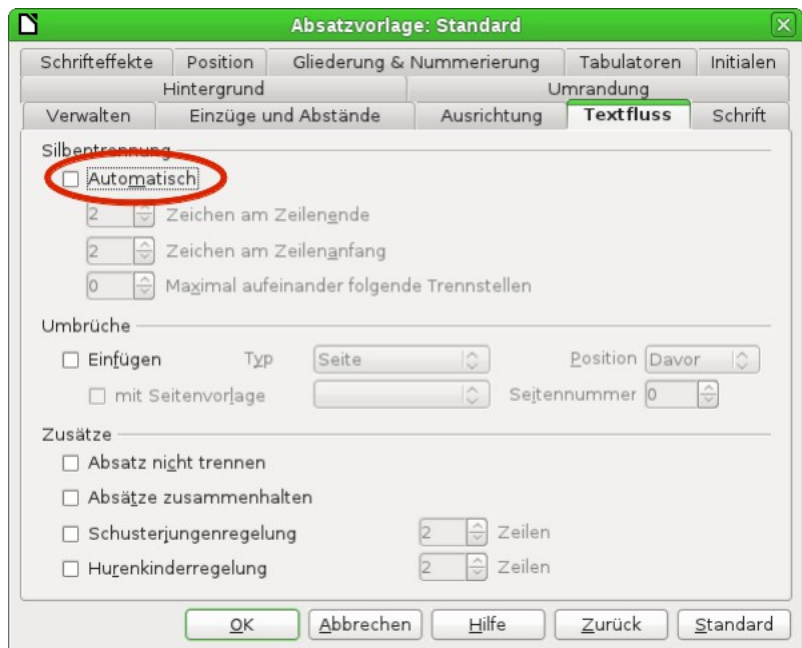 Absatzvorlage: Standard
Schrifteffekte Position Gliederung & Nummerierung Tabulatoren Initialen
Hintergrund Umrandung
Verwalten Einzüge und Abstände Ausrichtung Textfluss Schrift
Silbentrennung
Automatisch
2 Zeichen am Zeilenende
2 Zeichen am Zeilenanfang
0 Maximal aufeinander folgende Trennstellen
Umbrüche
Einfügen Typ Seite Position Davor
mit Seitenvorlage Seitennummer 0
Zusätze
Absatz nicht trennen
Absätze zusammenhalten
Schusterjungenregelung 2 Zeilen
Hurenkinderregelung 2 Zeilen
OK Abbrechen Hilfe Zurück Standard